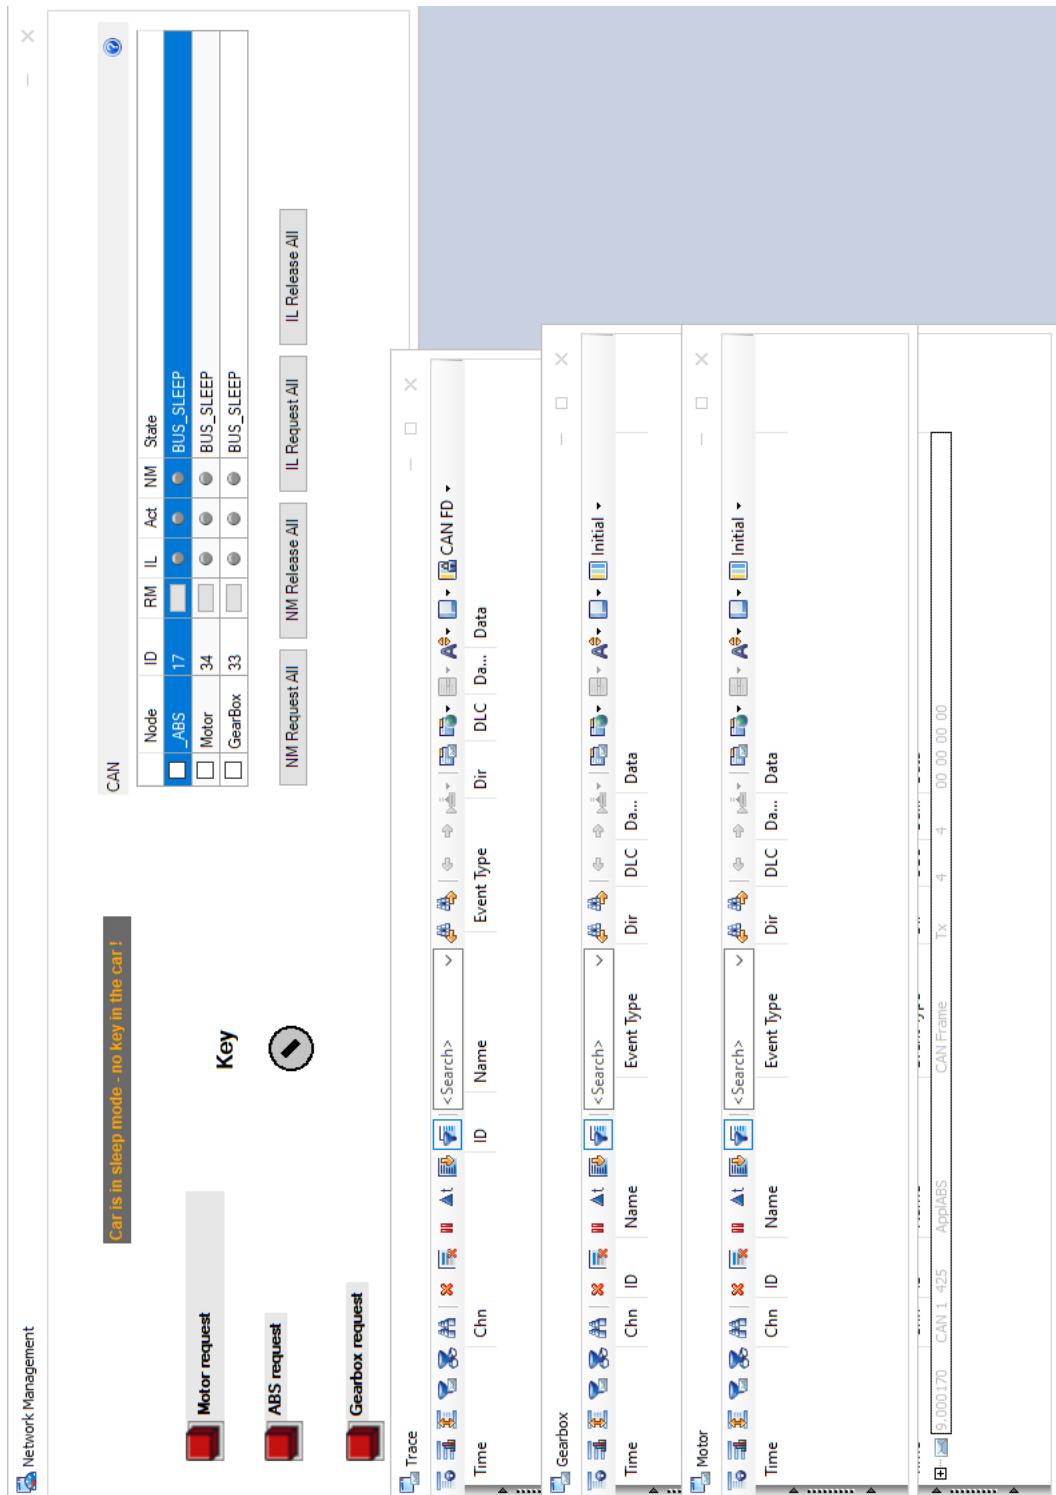 Network Management
Car is in sleep mode - no key in the car !
CAN
Node ID RM IL Act NM State
_ABS 17 BUS_SLEEP
Motor 34 BUS_SLEEP
GearBox 33 BUS_SLEEP
NM Request All NM Release All IL Request All IL Release All
Motor request
Key
ABS request
Gearbox request
Trace
<Search> CAN FD
Time Chn ID Name Event Type Dir DLC Da... Data
Gearbox
<Search> Initial
Time Chn ID Name Event Type Dir DLC Da... Data
Motor
<Search> Initial
Time Chn ID Name Event Type Dir DLC Da... Data
9.000170 CAN 1 425 ApplABS CAN Frame Tx 4 4 00 00 00 00